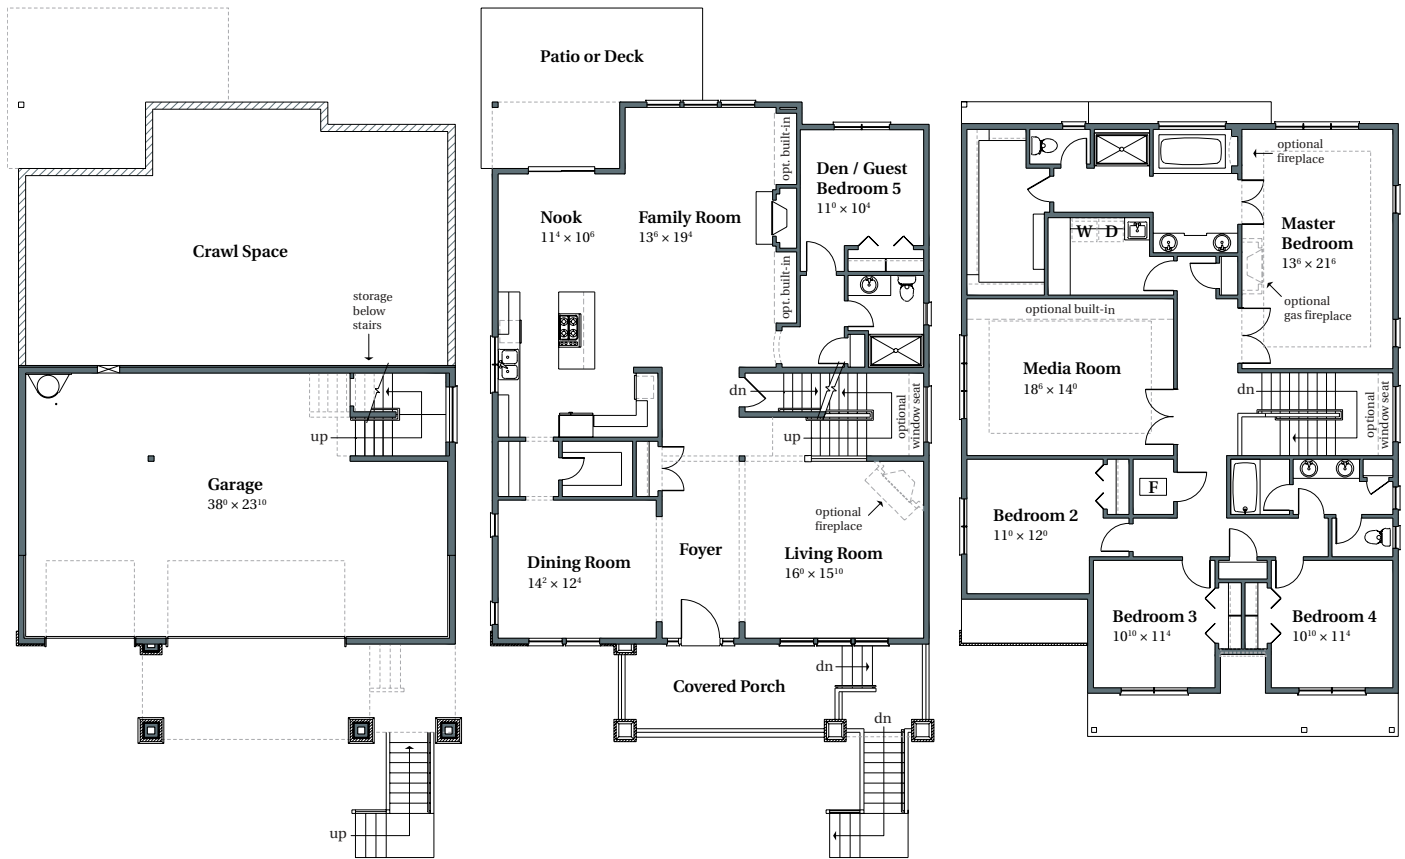 Crawl Space
storage
below
stairs
up
Garage
38⁰ × 23¹⁰
up
Patio or Deck
opt. built-in
Den / Guest
Bedroom 5
11⁰ × 10⁴
Nook
11⁴ × 10⁶
Family Room
13⁶ × 19⁴
opt. built-in
dn
up
optional
window seat
optional
fireplace
Dining Room
14² × 12⁴
Foyer
Living Room
16⁰ × 15¹⁰
dn
Covered Porch
dn
optional
fireplace
W D
Master
Bedroom
13⁶ × 21⁶
optional
gas fireplace
optional built-in
Media Room
18⁶ × 14⁰
dn
optional
window seat
F
Bedroom 2
11⁰ × 12⁰
Bedroom 3
10¹⁰ × 11⁴
Bedroom 4
10¹⁰ × 11⁴